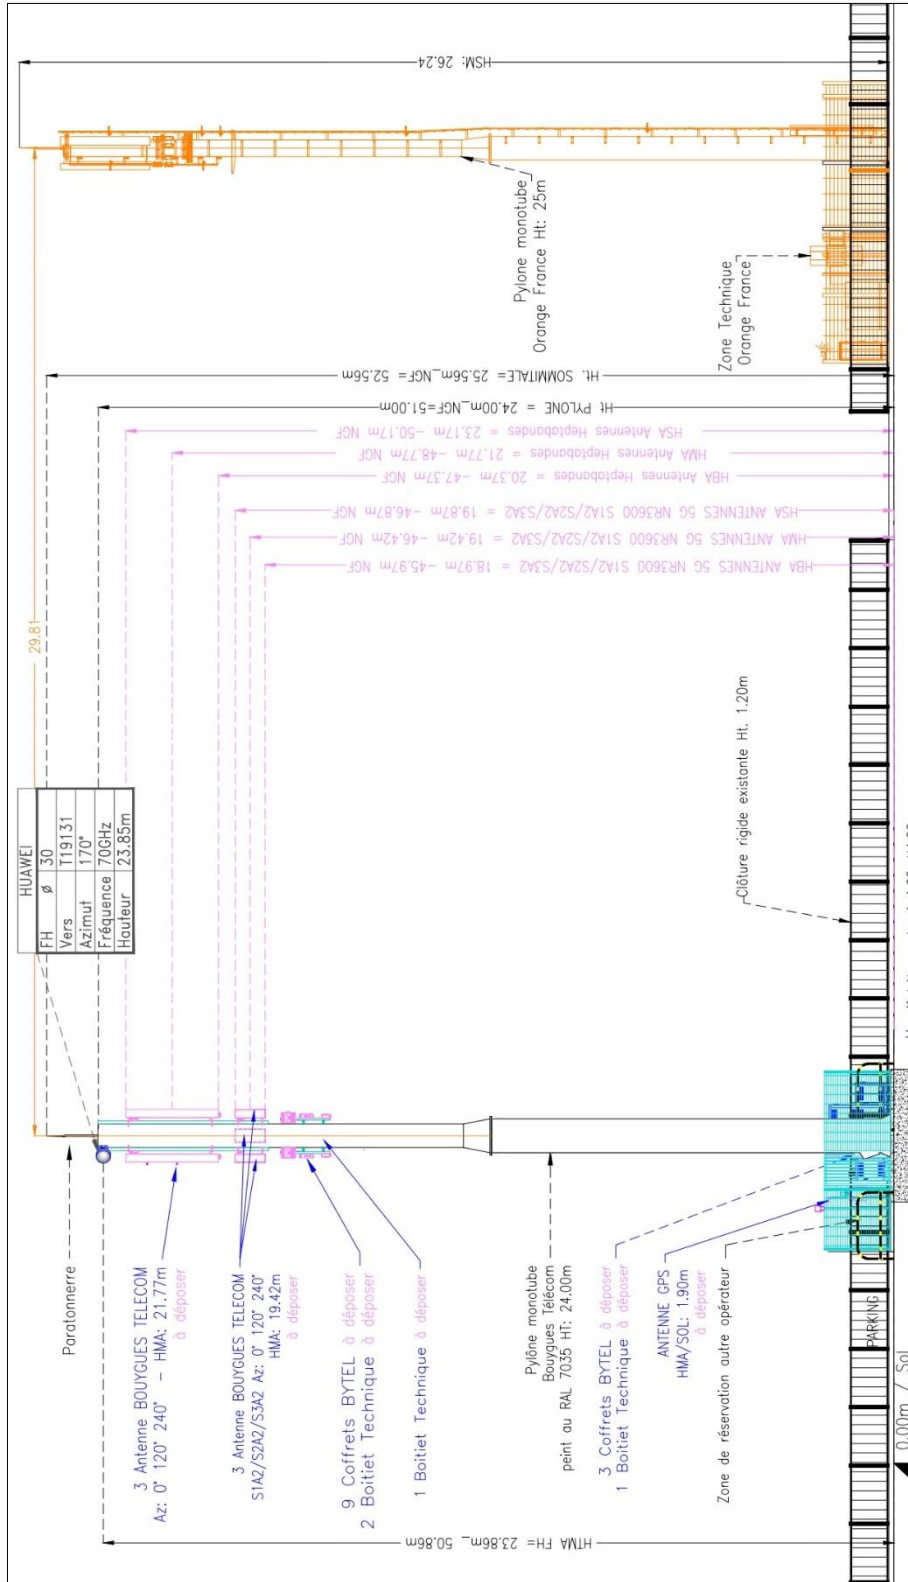 HUAWEI
FH ø 30
Vers T19131
Azimut 170°
Fréquence 70GHz
Hauteur 23.85m
29.81
Paratonnerre
3 Antenne BOUYGUES TELECOM
Az: 0° 120° 240° - HMA: 21.77m
à déposer
3 Antenne BOUYGUES TELECOM
S1A2/S2A2/S3A2 Az: 0° 120° 240°
HMA: 19.42m
à déposer
9 Coffrets BYTEL à déposer
2 Boitiet Technique à déposer
1 Boitiet Technique à déposer
Pylône monotube
Bouygues Télécom
peint au RAL 7035 HT: 24.00m
3 Coffrets BYTEL à déposer
1 Boitiet Technique à déposer
ANTENNE GPS
HMA/SOL: 1.90m
à déposer
Zone de réservation autre opérateur
PARKING
0.00m / Sol
HTMA FH= 23.86m_ 50.86m
Clôture rigide existante Ht. 1.20m
HBA ANTENNES 5G NR3600 S1A2/S2A2/S3A2 = 18.97m -45.97m NGF
HMA ANTENNES 5G NR3600 S1A2/S2A2/S3A2 = 19.42m -46.42m NGF
HSA ANTENNES 5G NR3600 S1A2/S2A2/S3A2 = 19.87m -46.87m NGF
HBA Antennes Heptabandes = 20.37m -47.37m NGF
HMA Antennes Heptabandes = 21.77m -48.77m NGF
HSA Antennes Heptabandes = 23.17m -50.17m NGF
Ht PYLONE = 24.00m_NGF=51.00m
Ht. SOMMITALE= 25.56m_NGF= 52.56m
Pylone monotube
Orange France Ht: 25m
Zone Technique
Orange France
HSM: 26.24